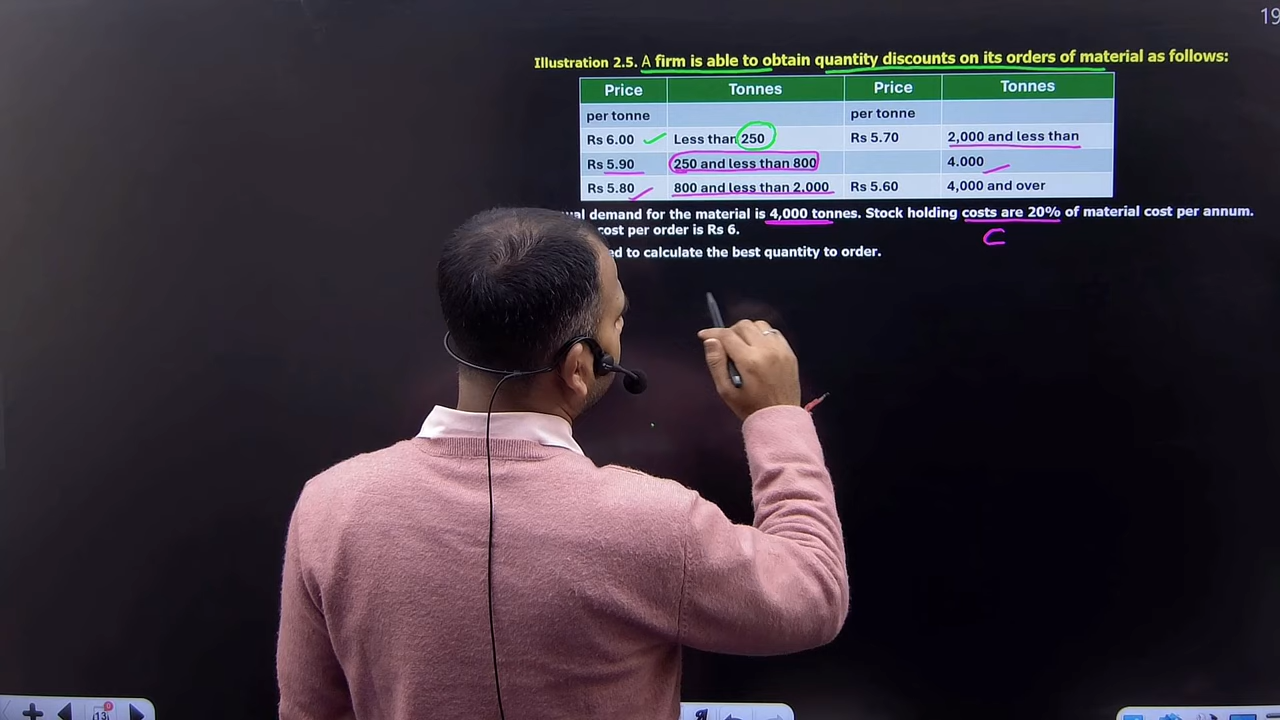 19
Illustration 2.5. A firm is able to obtain quantity discounts on its orders of material as follows:
Price Tonnes Price Tonnes
per tonne per tonne
Rs 6.00 Less than 250 Rs 5.70 2,000 and less than
Rs 5.90 250 and less than 800 4.000
Rs 5.80 800 and less than 2,000 Rs 5.60 4,000 and over
demand for the material is 4,000 tonnes. Stock holding costs are 20% of material cost per annum.
cost per order is Rs 6.
to calculate the best quantity to order.
C
13